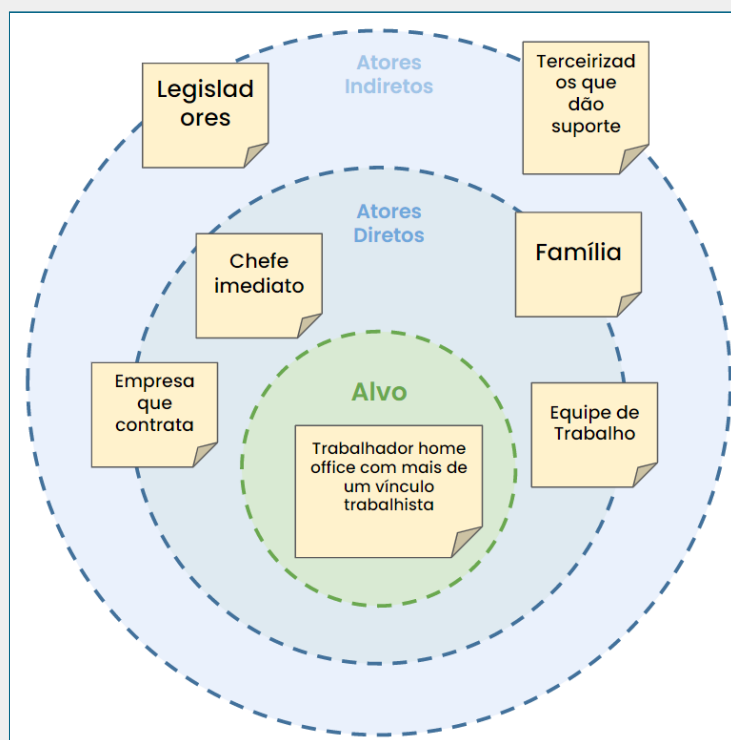 Atores
Indiretos
Legislad
ores
Terceirizad
os que
dão
suporte
Atores
Diretos
Chefe
imediato
Família
Empresa
que
contrata
Alvo
Equipe de
Trabalho
Trabalhador home
office com mais de
um vínculo
trabalhista